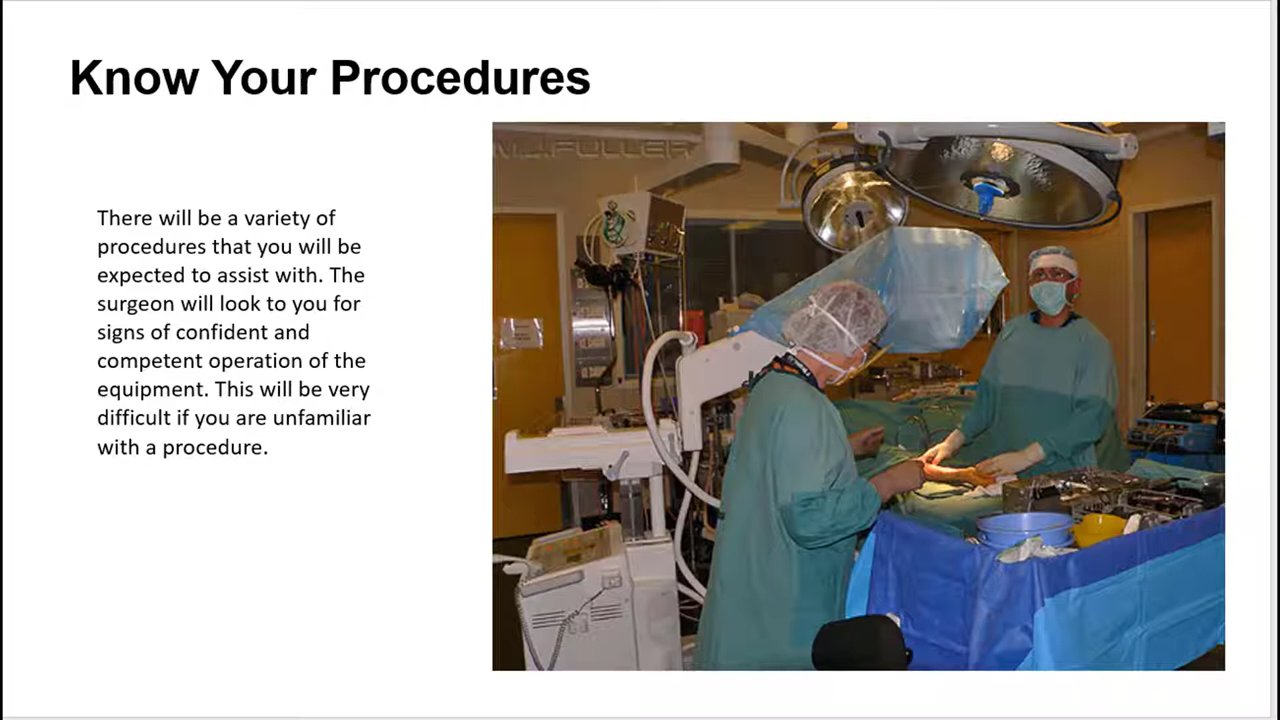 Know Your Procedures
M.J.FULLER
There will be a variety of
procedures that you will be
expected to assist with. The
surgeon will look to you for
signs of confident and
competent operation of the
equipment. This will be very
difficult if you are unfamiliar
with a procedure.